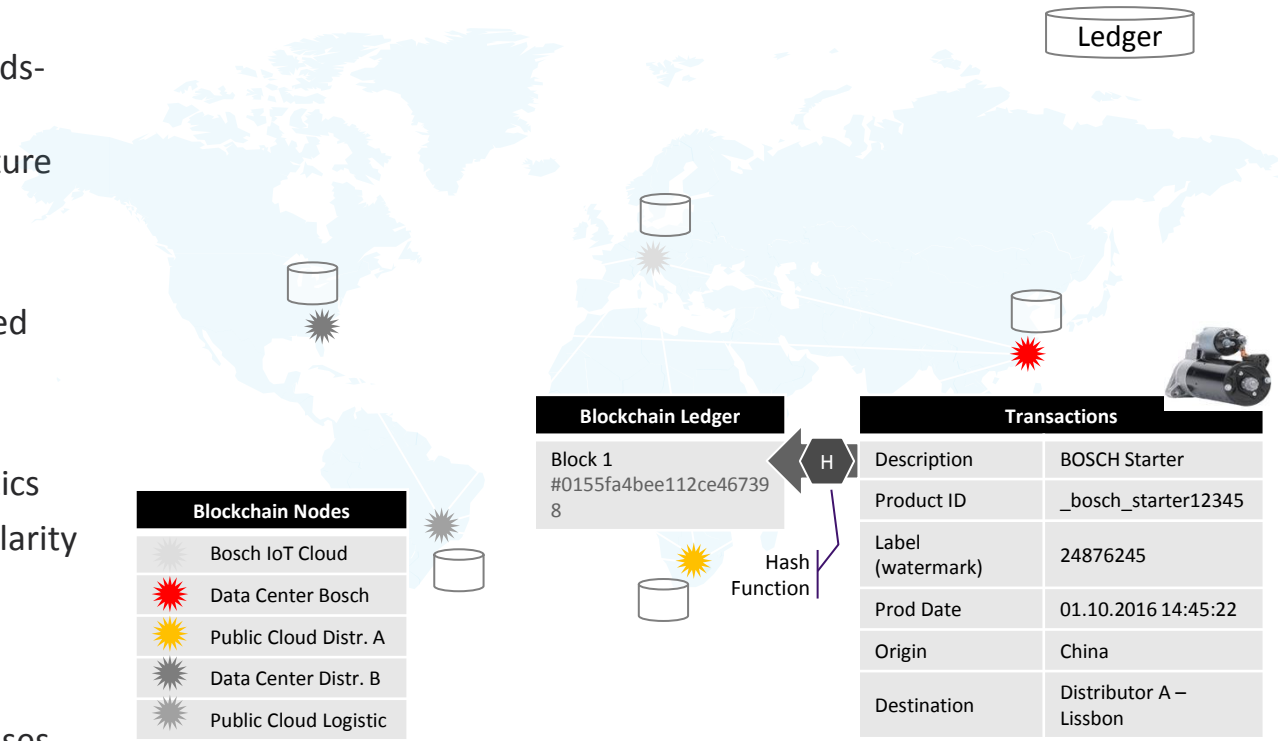 Ledger
ds-
ture
ed
ics
larity
Blockchain Ledger
Block 1
#0155fa4bee112ce46739
8
H
Hash
Function
Transactions
Description BOSCH Starter
Product ID _bosch_starter12345
Label
(watermark) 24876245
Prod Date 01.10.2016 14:45:22
Origin China
Destination Distributor A –
Lissbon
Blockchain Nodes
Bosch IoT Cloud
Data Center Bosch
Public Cloud Distr. A
Data Center Distr. B
Public Cloud Logistic